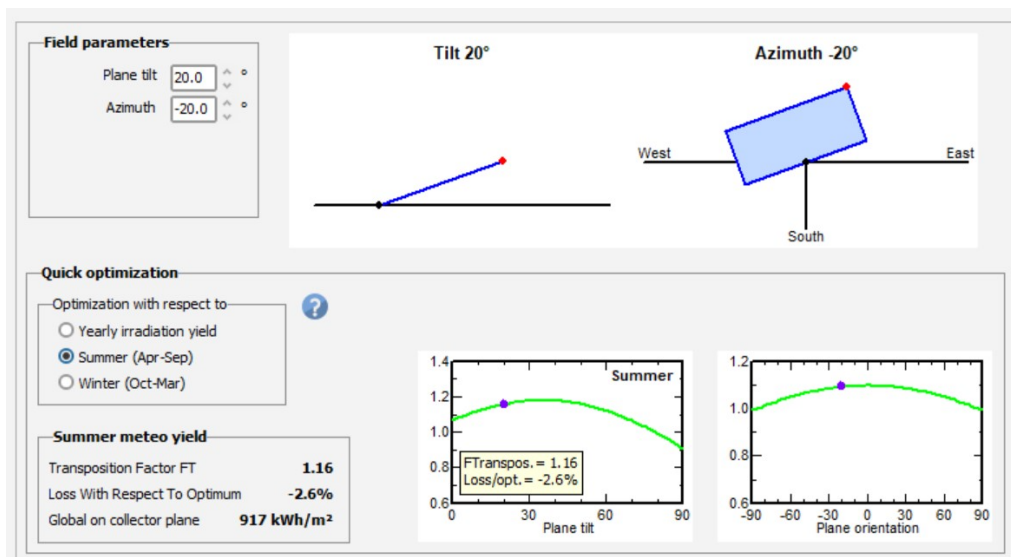 Field parameters
Plane tilt 20.0 °
Azimuth -20.0 °
Tilt 20°
Azimuth -20°
West
East
South
Quick optimization
Optimization with respect to
Yearly irradiation yield
Summer (Apr-Sep)
Winter (Oct-Mar)
?
Summer meteo yield
Transposition Factor FT 1.16
Loss With Respect To Optimum -2.6%
Global on collector plane 917 kWh/m²
Summer
1.4
1.2
1.0
0.8
0.6
FTranspos. = 1.16
Loss/opt. = -2.6%
0 30 60 90
Plane tilt
1.2
1.0
0.8
0.6
-90 -60 -30 0 30 60 90
Plane orientation